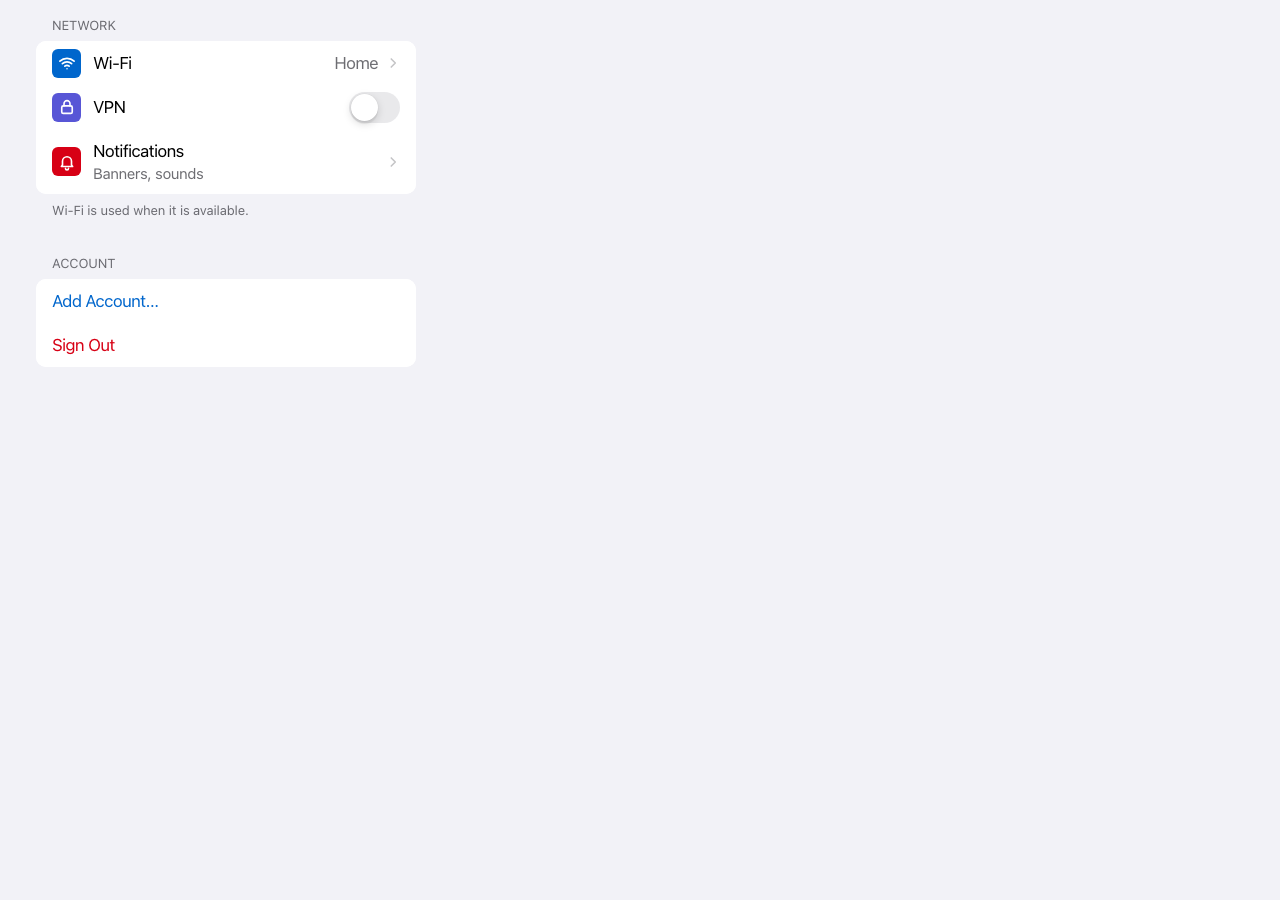 NETWORK
Wi-Fi
Home
VPN
Notifications
Banners, sounds
Wi-Fi is used when it is available.
ACCOUNT
Add Account...
Sign Out